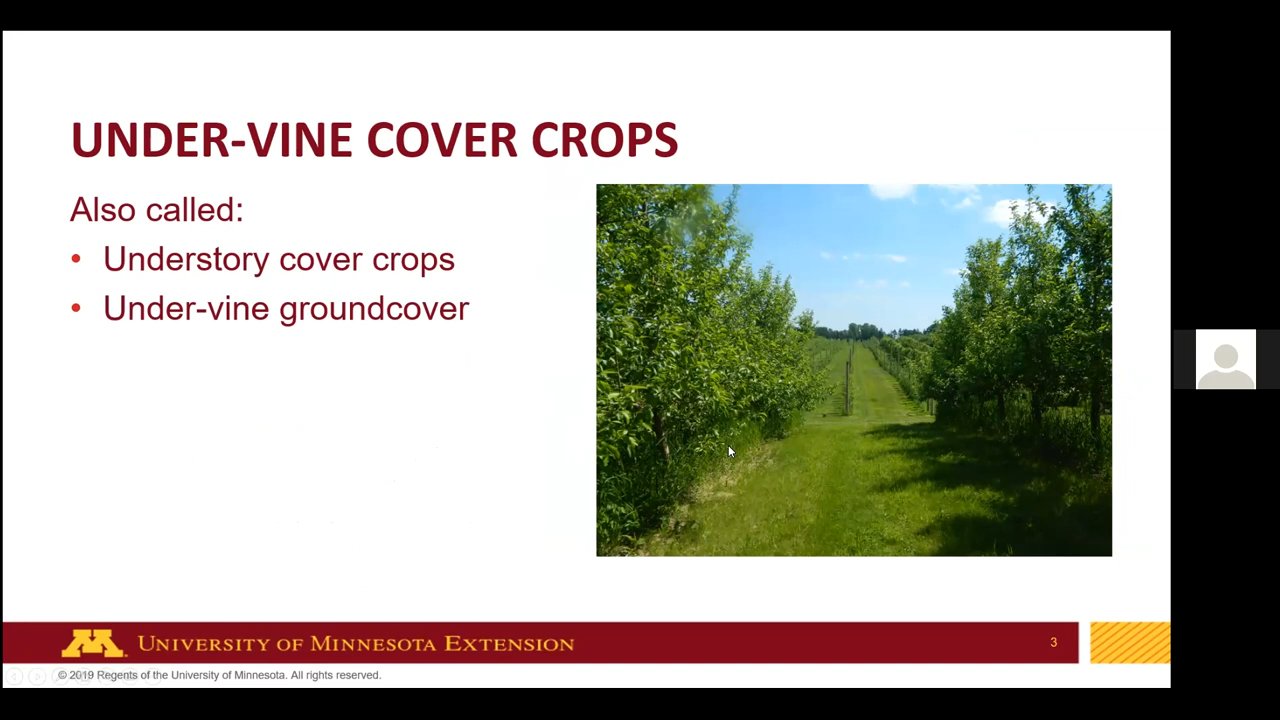 UNDER-VINE COVER CROPS
Also called:
• Understory cover crops
• Under-vine groundcover
UNIVERSITY OF MINNESOTA EXTENSION
3
© 2019 Regents of the University of Minnesota. All rights reserved.